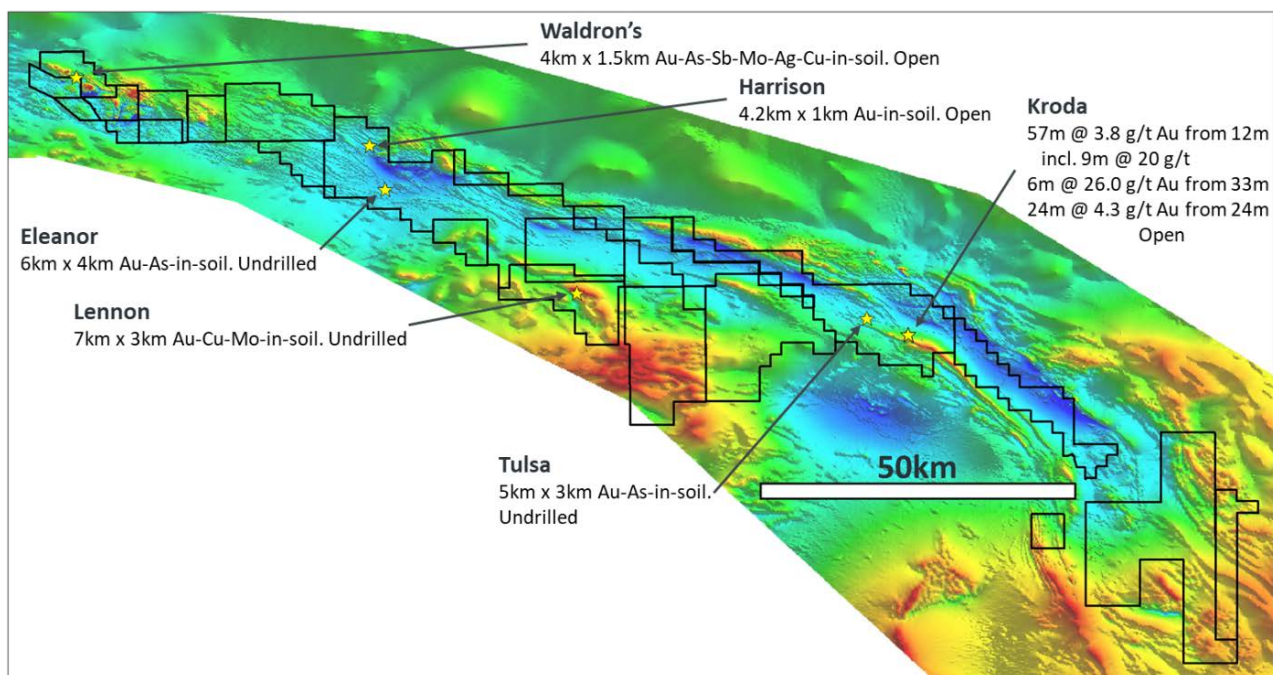 Waldron's
4km x 1.5km Au-As-Sb-Mo-Ag-Cu-in-soil. Open
Harrison
4.2km x 1km Au-in-soil. Open
Kroda
57m @ 3.8 g/t Au from 12m
incl. 9m @ 20 g/t
6m @ 26.0 g/t Au from 33m
24m @ 4.3 g/t Au from 24m
Open
Eleanor
6km x 4km Au-As-in-soil. Undrilled
Lennon
7km x 3km Au-Cu-Mo-in-soil. Undrilled
Tulsa
5km x 3km Au-As-in-soil.
Undrilled
50km